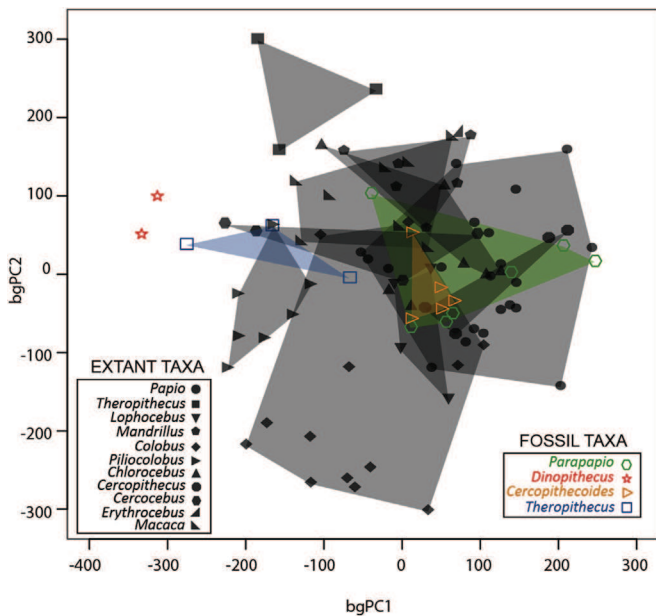 300
200
100
0
-100
-200
-300
bgPC2
EXTANT TAXA
Papio
Theropithecus
Lophocebus
Mandrillus
Colobus
Piliocolobus
Chlorocebus
Cercopithecus
Cercocebus
Erythrocebus
Macaca
FOSSIL TAXA
Parapapio
Dinopithecus
Cercopithecoides
Theropithecus
-400 -300 -200 -100 0 100 200 300
bgPC1